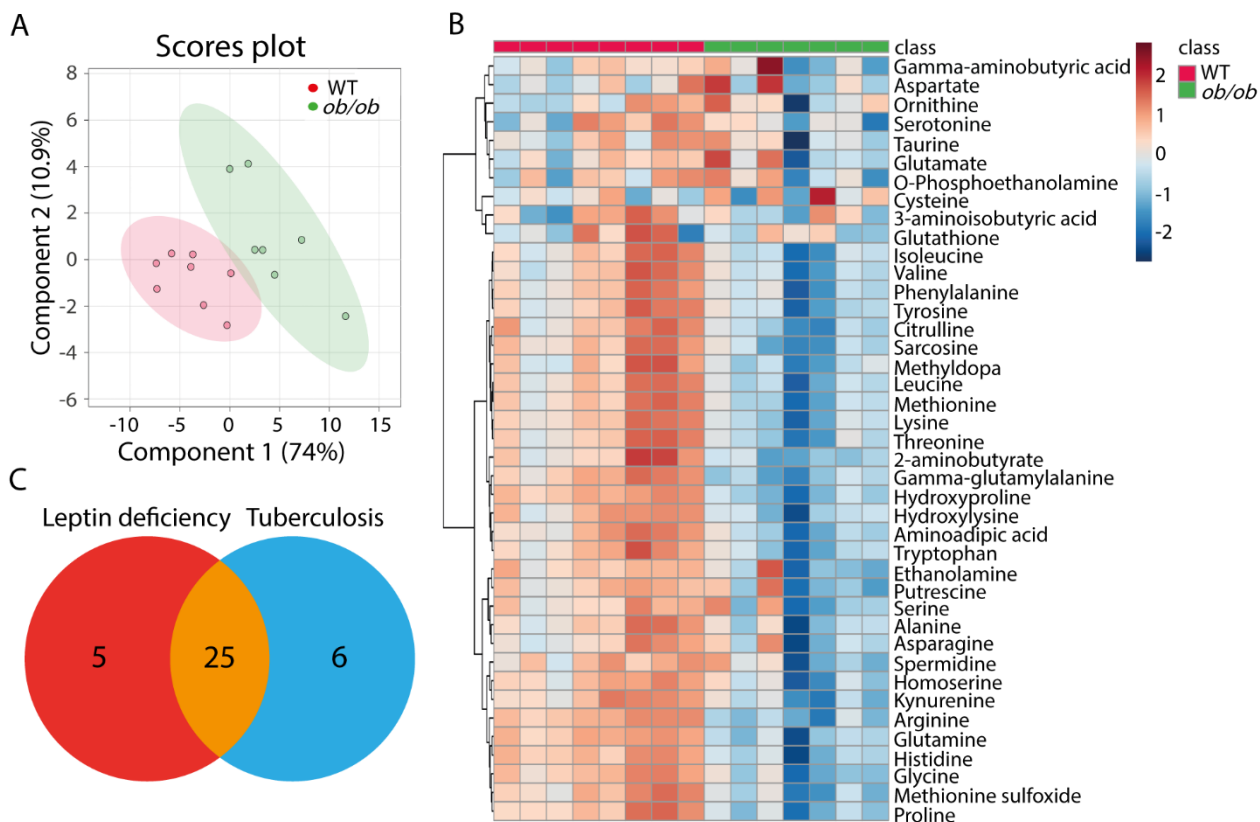 A
Scores plot
WT
ob/ob
8
6
4
2
0
-2
-4
-6
Component 2 (10.9%)
-10
-5
0
5
10
15
Component 1 (74%)
B
class
Gamma-aminobutyric acid
Aspartate
Ornithine
Serotonine
Taurine
Glutamate
O-Phosphoethanolamine
Cysteine
3-aminoisobutyric acid
Glutathione
Isoleucine
Valine
Phenylalanine
Tyrosine
Citrulline
Sarcosine
Methyldopa
Leucine
Methionine
Lysine
Threonine
2-aminobutyrate
Gamma-glutamylalanine
Hydroxyproline
Hydroxylysine
Aminoadipic acid
Tryptophan
Ethanolamine
Putrescine
Serine
Alanine
Asparagine
Spermidine
Homoserine
Kynurenine
Arginine
Glutamine
Histidine
Glycine
Methionine sulfoxide
Proline
2
1
0
-1
-2
class
WT
ob/ob
C
Leptin deficiency
Tuberculosis
5
25
6